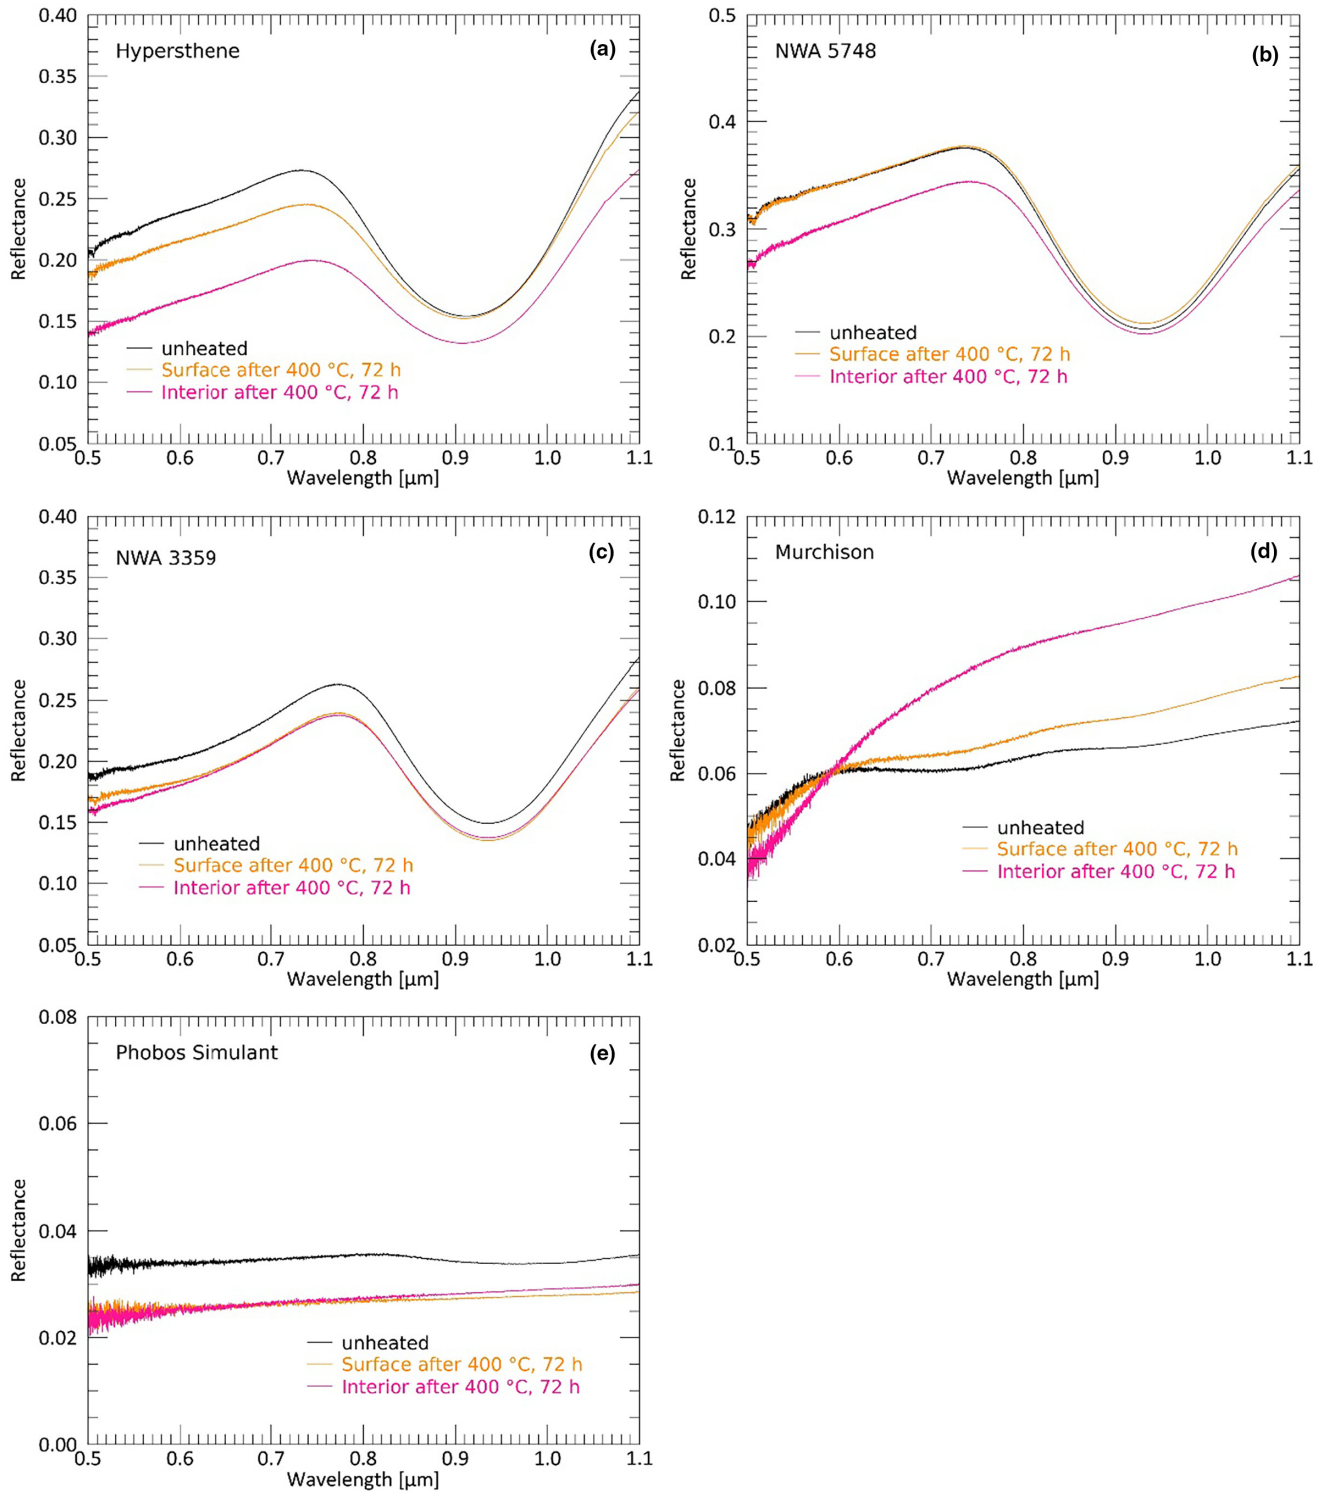 Hypersthene
(a)
0.40
0.35
0.30
0.25
0.20
0.15
0.10
0.05
Reflectance
unheated
Surface after 400 °C, 72 h
Interior after 400 °C, 72 h
0.5 0.6 0.7 0.8 0.9 1.0 1.1
Wavelength [µm]
NWA 5748
(b)
0.5
0.4
0.3
0.2
0.1
Reflectance
unheated
Surface after 400 °C, 72 h
Interior after 400 °C, 72 h
0.5 0.6 0.7 0.8 0.9 1.0 1.1
Wavelength [µm]
NWA 3359
(c)
0.40
0.35
0.30
0.25
0.20
0.15
0.10
0.05
Reflectance
unheated
Surface after 400 °C, 72 h
Interior after 400 °C, 72 h
0.5 0.6 0.7 0.8 0.9 1.0 1.1
Wavelength [µm]
Murchison
(d)
0.12
0.10
0.08
0.06
0.04
0.02
Reflectance
unheated
Surface after 400 °C, 72 h
Interior after 400 °C, 72 h
0.5 0.6 0.7 0.8 0.9 1.0 1.1
Wavelength [µm]
Phobos Simulant
(e)
0.08
0.06
0.04
0.02
0.00
Reflectance
unheated
Surface after 400 °C, 72 h
Interior after 400 °C, 72 h
0.5 0.6 0.7 0.8 0.9 1.0 1.1
Wavelength [µm]